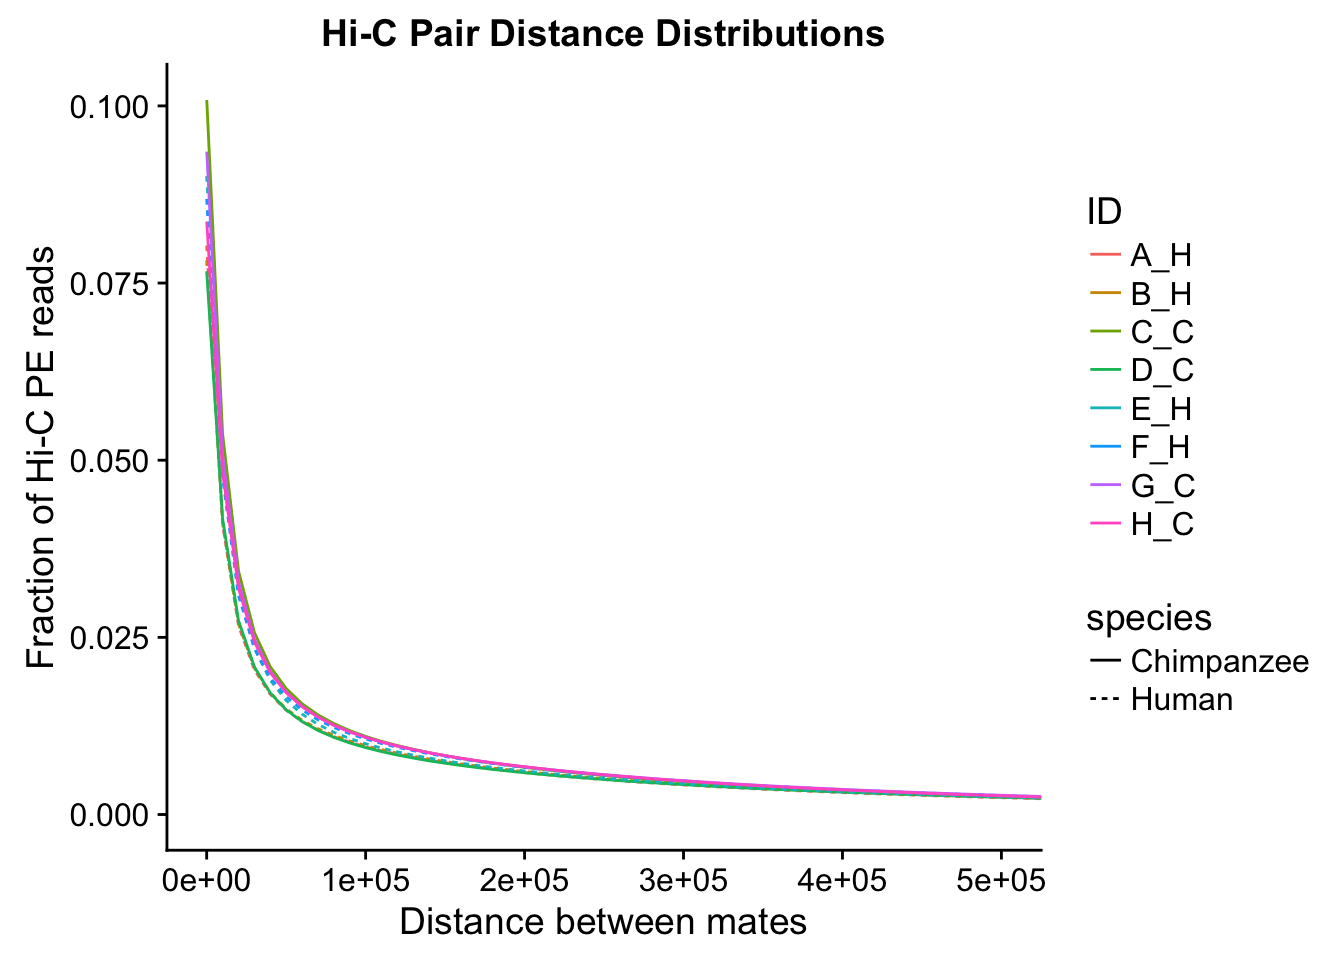 Hi-C Pair Distance Distributions
Fraction of Hi-C PE reads
0.100
0.075
0.050
0.025
0.000
0e+00 1e+05 2e+05 3e+05 4e+05 5e+05
Distance between mates
ID
A_H
B_H
C_C
D_C
E_H
F_H
G_C
H_C
species
Chimpanzee
Human